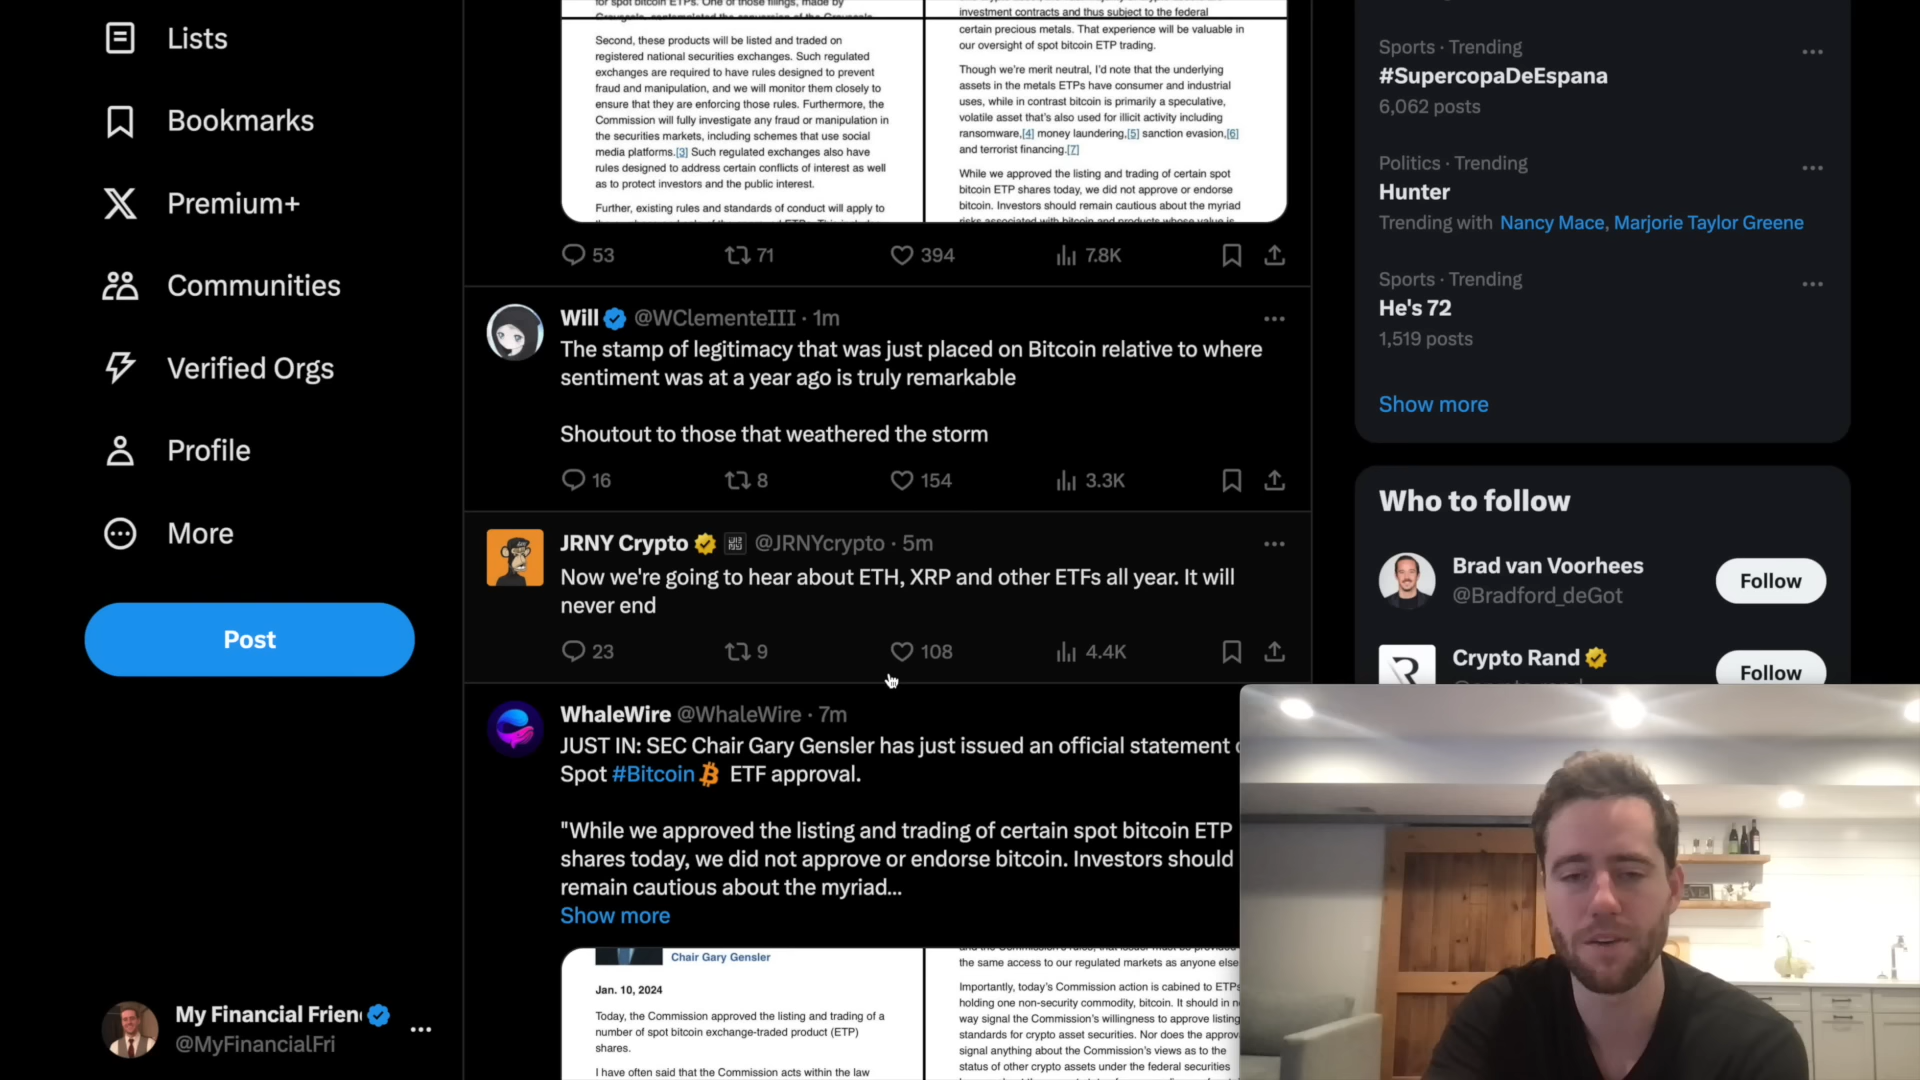 Lists
Bookmarks
Premium+
Communities
Verified Orgs
Profile
More
Post
My Financial Frien
@MyFinancialFri
for spot bitcoin ETPs. One of those filings, made by
Second, these products will be listed and traded on
registered national securities exchanges. Such regulated
exchanges are required to have rules designed to prevent
fraud and manipulation, and we will monitor them closely to
ensure that they are enforcing those rules. Furthermore, the
Commission will fully investigate any fraud or manipulation in
the securities markets, including schemes that use social
media platforms.[3] Such regulated exchanges also have
rules designed to address certain conflicts of interest as well
as to protect investors and the public interest.
Further, existing rules and standards of conduct will apply to
investment contracts and thus subject to the federal
certain precious metals. That experience will be valuable in
our oversight of spot bitcoin ETP trading.
Though we're merit neutral, I'd note that the underlying
assets in the metals ETPs have consumer and industrial
uses, while in contrast bitcoin is primarily a speculative,
volatile asset that's also used for illicit activity including
ransomware,[4] money laundering,[5] sanction evasion,[6]
and terrorist financing.[7]
While we approved the listing and trading of certain spot
bitcoin ETP shares today, we did not approve or endorse
bitcoin. Investors should remain cautious about the myriad
risks associated with bitcoin and products whose value is
53 71 394 7.8K
Will @WClementeIII · 1m
The stamp of legitimacy that was just placed on Bitcoin relative to where
sentiment was at a year ago is truly remarkable
Shoutout to those that weathered the storm
16 8 154 3.3K
JRNY Crypto @JRNYcrypto · 5m
Now we're going to hear about ETH, XRP and other ETFs all year. It will
never end
23 9 108 4.4K
WhaleWire @WhaleWire · 7m
JUST IN: SEC Chair Gary Gensler has just issued an official statement
Spot #Bitcoin ETF approval.
"While we approved the listing and trading of certain spot bitcoin ETP
shares today, we did not approve or endorse bitcoin. Investors should
remain cautious about the myriad...
Show more
Chair Gary Gensler
Jan. 10, 2024
Today, the Commission approved the listing and trading of a
number of spot bitcoin exchange-traded product (ETP)
shares.
I have often said that the Commission acts within the law
the same access to our regulated markets as anyone else
Importantly, today's Commission action is cabined to ETPs
holding one non-security commodity, bitcoin. It should in
way signal the Commission's willingness to approve listing
standards for crypto asset securities. Nor does the
signal anything about the Commission's views as to the
status of other crypto assets under the federal securities
Sports · Trending
#SupercopaDeEspana
6,062 posts
Politics · Trending
Hunter
Trending with Nancy Mace, Marjorie Taylor Greene
Sports · Trending
He's 72
1,519 posts
Show more
Who to follow
Brad van Voorhees
@Bradford_deGot
Follow
Crypto Rand
Follow